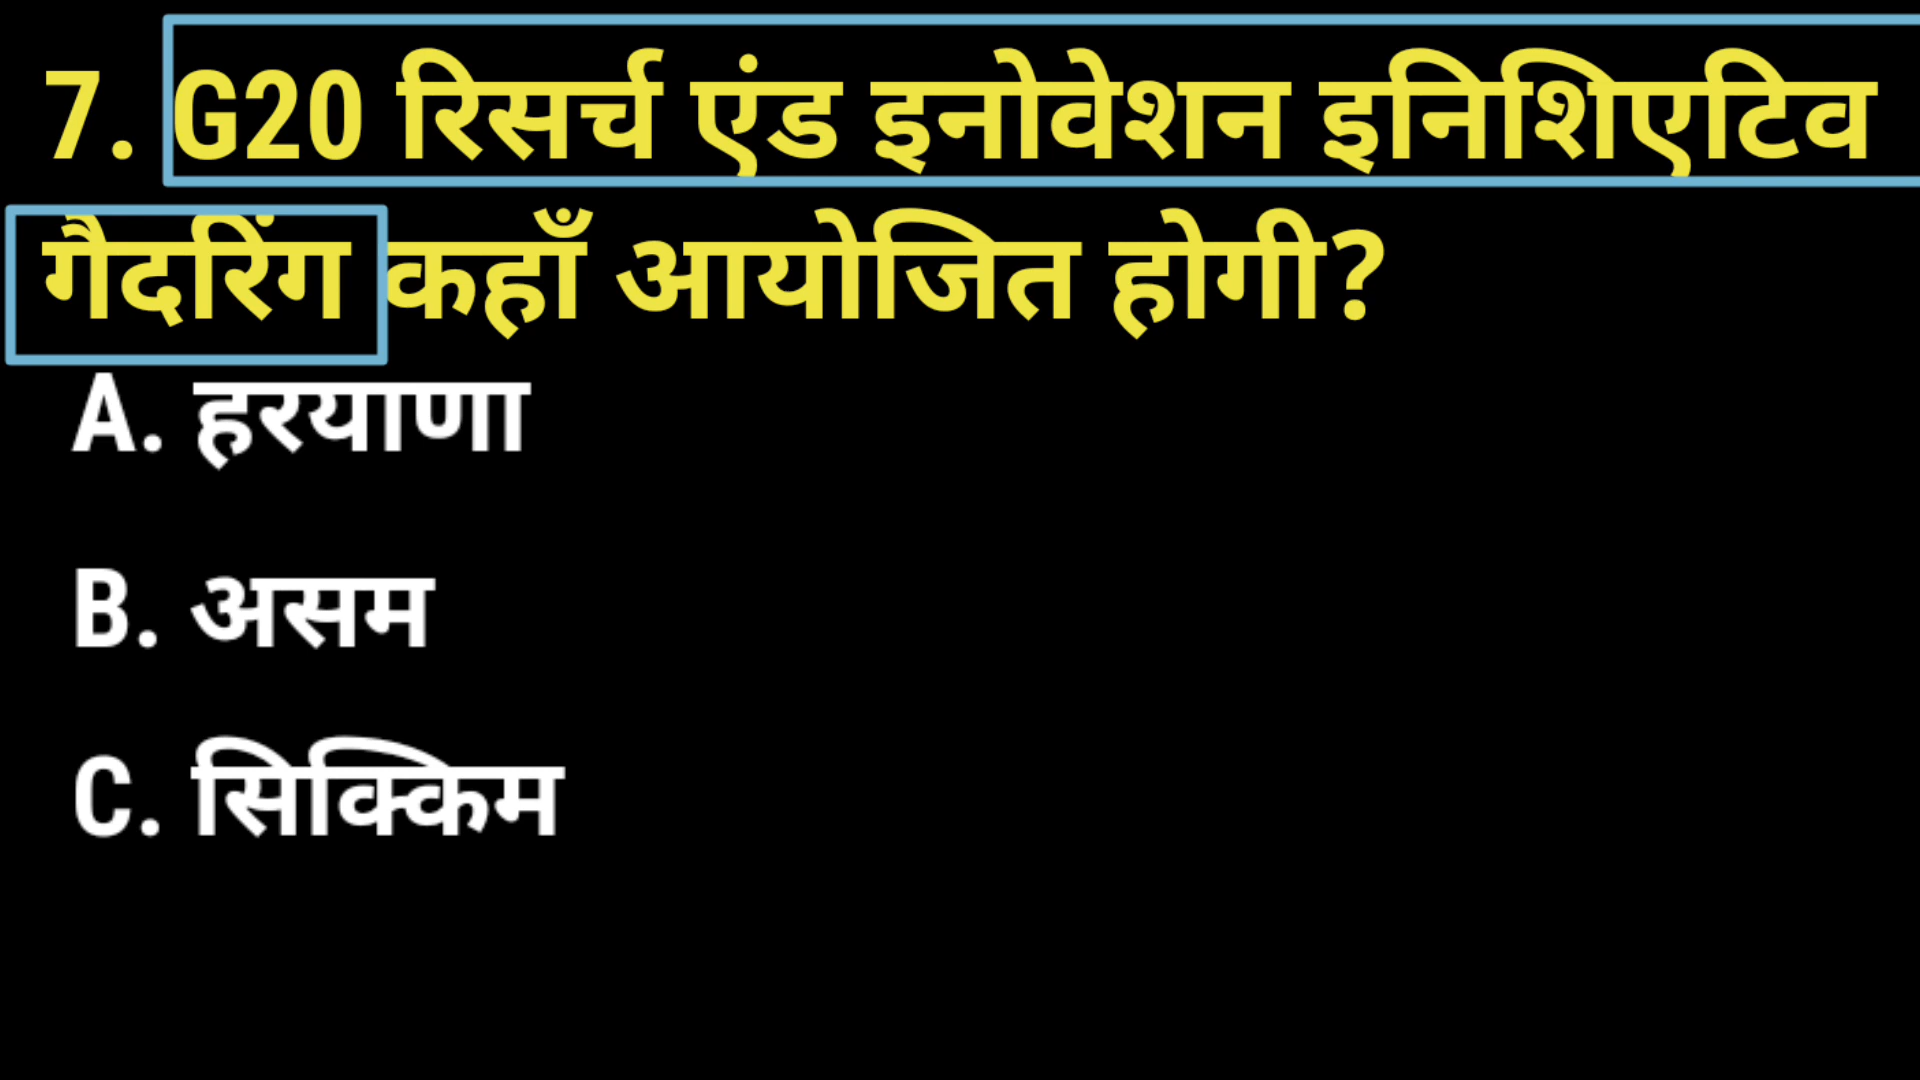 7. G20 रिसर्च एंड इनोवेशन इनिशिएटिव
गैदरिंग कहाँ आयोजित होगी?
A. हरयाणा
B. असम
C. सिक्किम